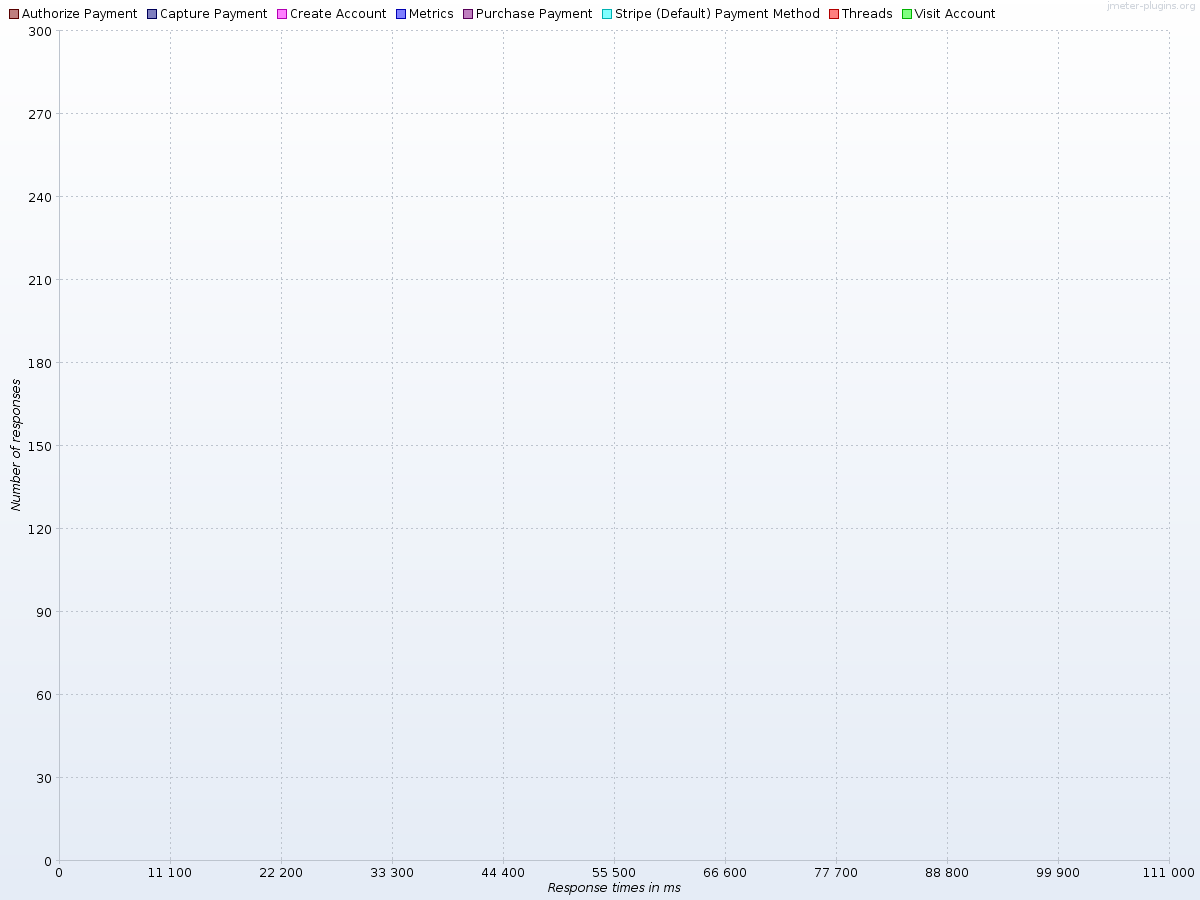 jmeter-plugins.org
Authorize Payment Capture Payment Create Account Metrics Purchase Payment Stripe (Default) Payment Method Threads Visit Account
300
270
240
210
180
150
120
90
60
30
0
Number of responses
0 11 100 22 200 33 300 44 400 55 500 66 600 77 700 88 800 99 900 111 000
Response times in ms